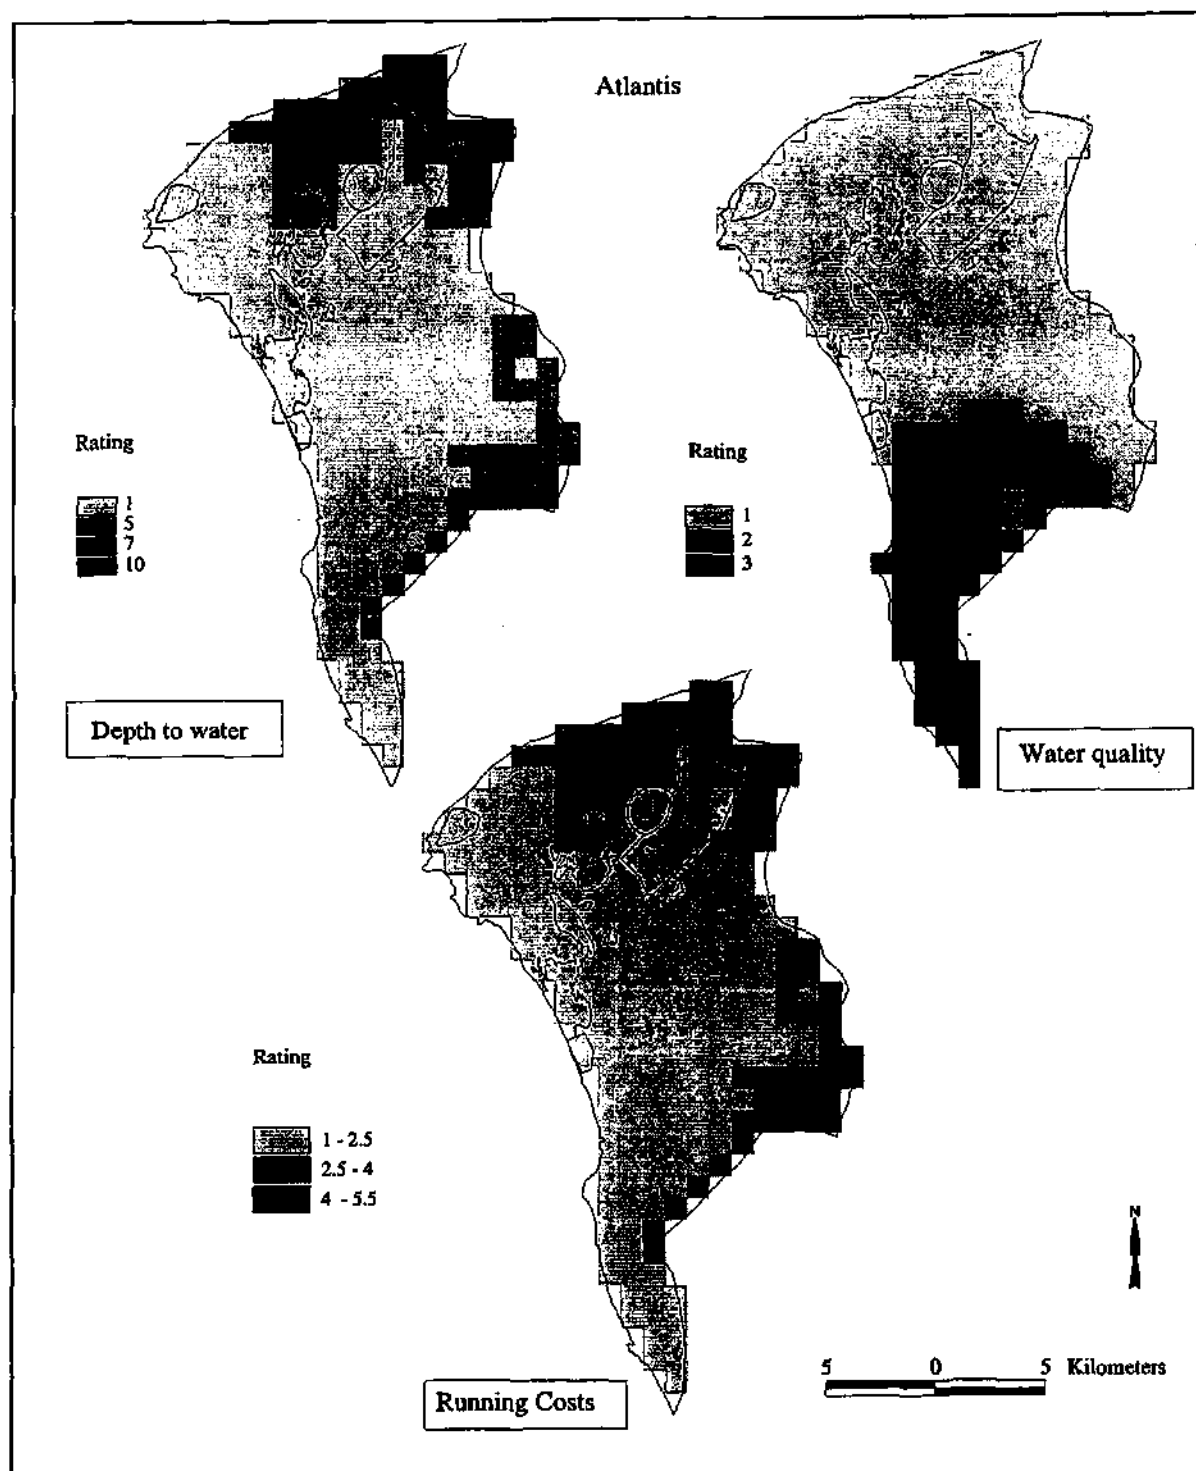 Atlantis
Rating
1
5
7
10
Depth to water
Rating
1
2
3
Water quality
Rating
1 - 2.5
2.5 - 4
4 - 5.5
Running Costs
N
5 0 5 Kilometers